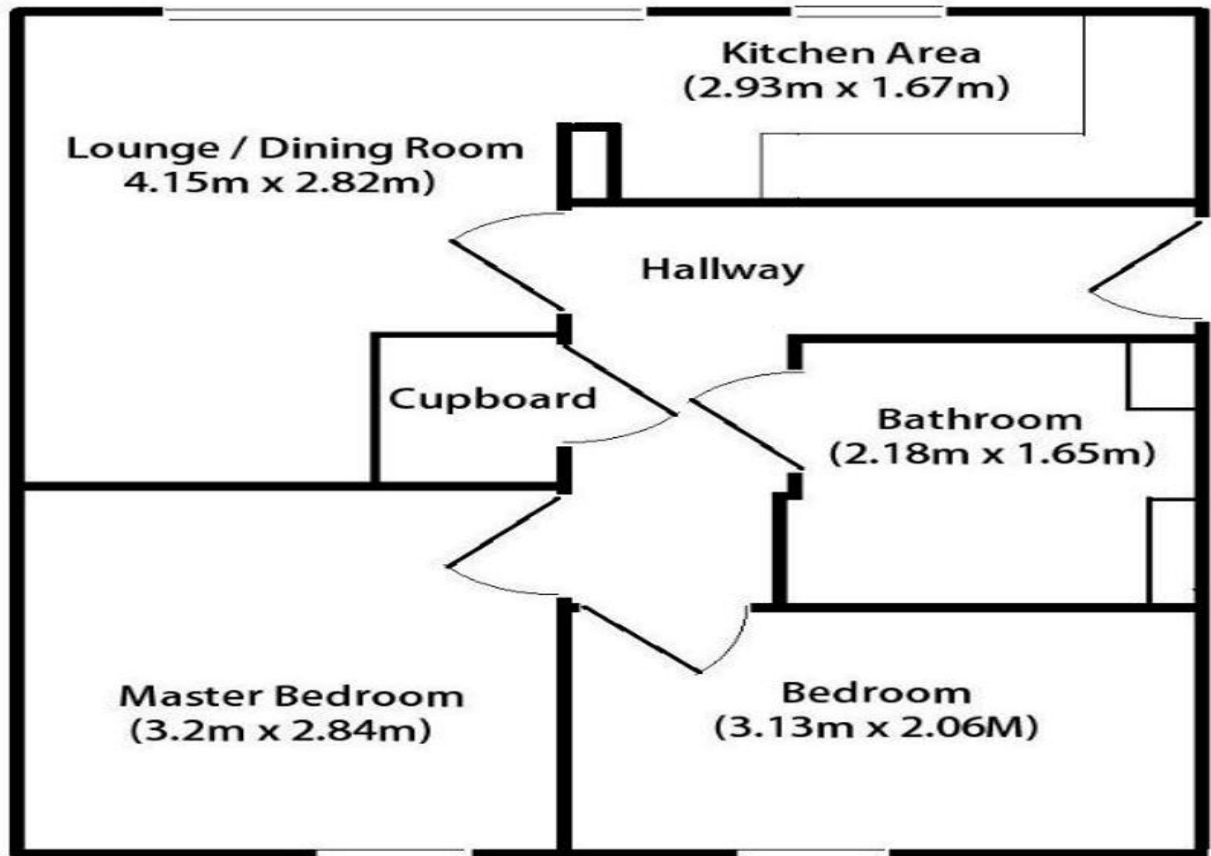 Kitchen Area
(2.93m x 1.67m)
Lounge / Dining Room
4.15m x 2.82m)
Hallway
Cupboard
Bathroom
(2.18m x 1.65m)
Master Bedroom
(3.2m x 2.84m)
Bedroom
(3.13m x 2.06M)